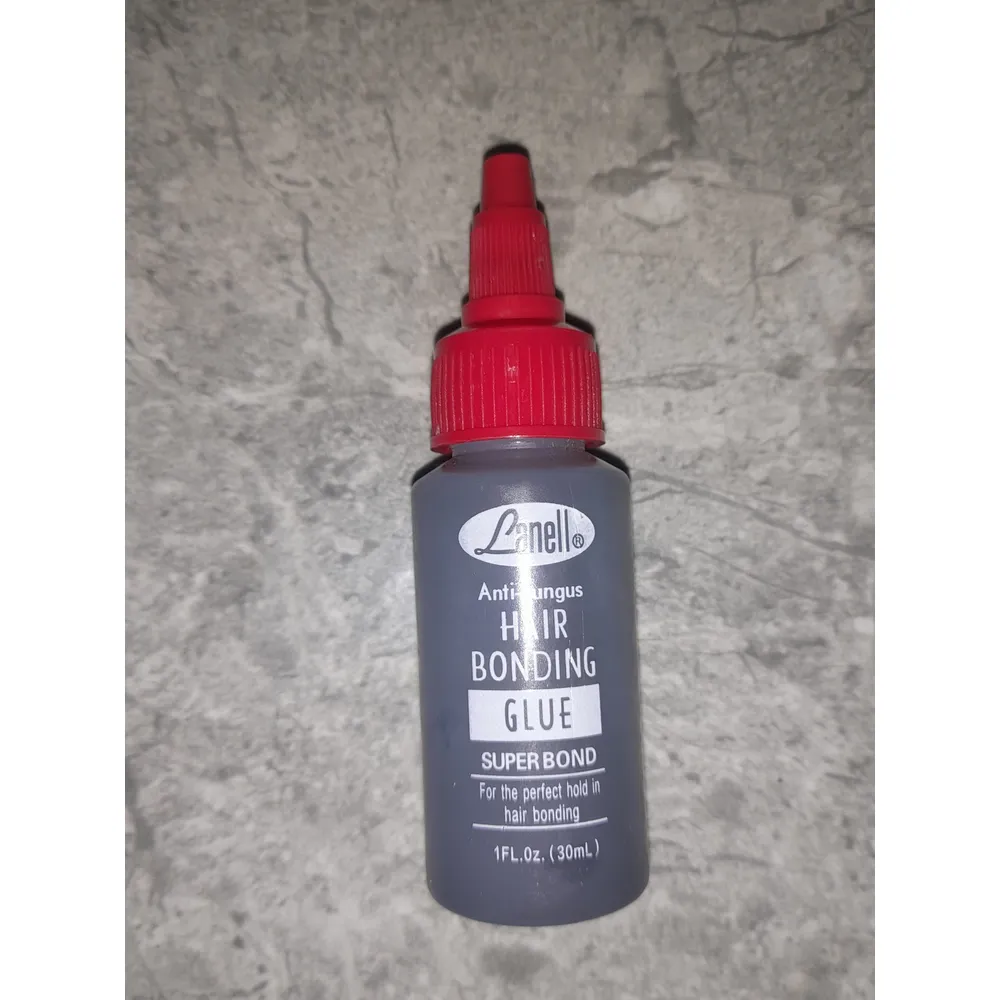 Lanell®
Anti-Fungus
HAIR
BONDING
GLUE
SUPER BOND
For the perfect hold in
hair bonding
1FL.Oz. (30mL)